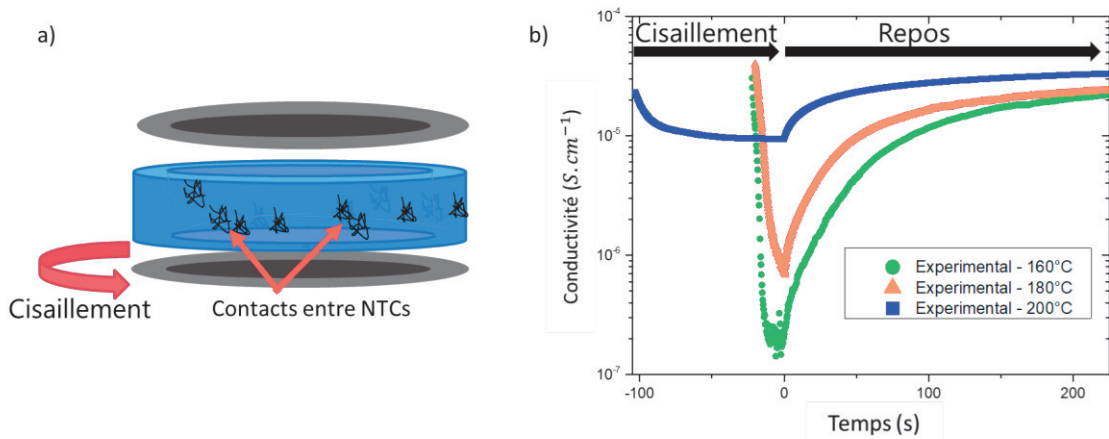 a)
Cisaillement
Contacts entre NTCs
b)
Cisaillement
Repos
Conductivité (S. cm⁻¹)
10⁻⁴
10⁻⁵
10⁻⁶
10⁻⁷
Experimental - 160°C
Experimental - 180°C
Experimental - 200°C
-100 0 100 200
Temps (s)